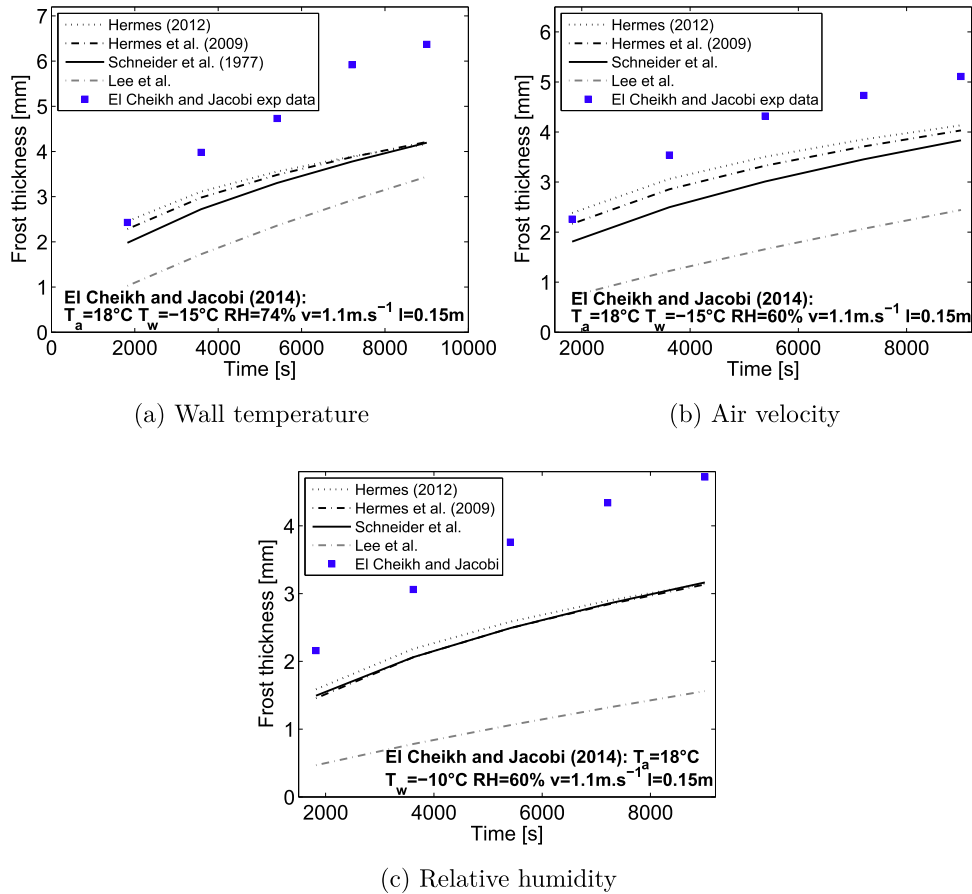 7
6
5
4
3
2
1
0
Frost thickness [mm]
Hermes (2012)
Hermes et al. (2009)
Schneider et al. (1977)
Lee et al.
El Cheikh and Jacobi exp data
El Cheikh and Jacobi (2014):
Ta=18°C Tw=−15°C RH=74% v=1.1m.s−1 l=0.15m
0 2000 4000 6000 8000 10000
Time [s]
(a) Wall temperature
6
5
4
3
2
1
0
Frost thickness [mm]
Hermes (2012)
Hermes et al. (2009)
Schneider et al.
Lee et al.
El Cheikh and Jacobi exp data
El Cheikh and Jacobi (2014):
Ta=18°C Tw=−15°C RH=60% v=1.1m.s−1 l=0.15m
2000 4000 6000 8000
Time [s]
(b) Air velocity
4
3
2
1
0
Frost thickness [mm]
Hermes (2012)
Hermes et al. (2009)
Schneider et al.
Lee et al.
El Cheikh and Jacobi
El Cheikh and Jacobi (2014): Ta=18°C
Tw=−10°C RH=60% v=1.1m.s−1 l=0.15m
2000 4000 6000 8000
Time [s]
(c) Relative humidity